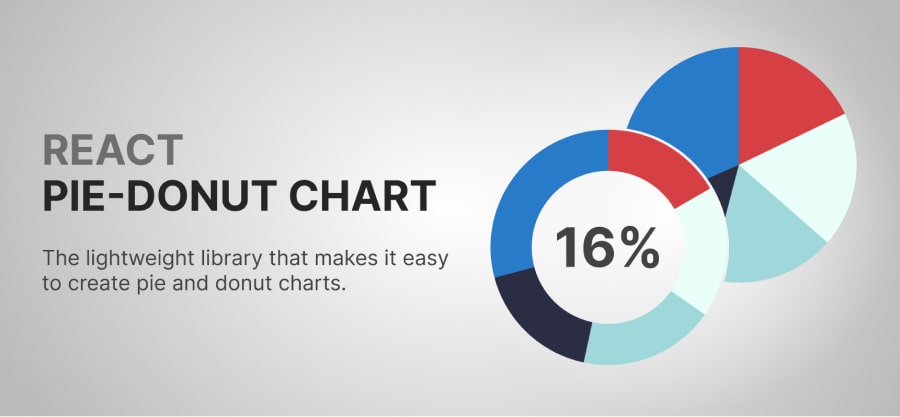 REACT
PIE-DONUT CHART
The lightweight library that makes it easy
to create pie and donut charts.
16%